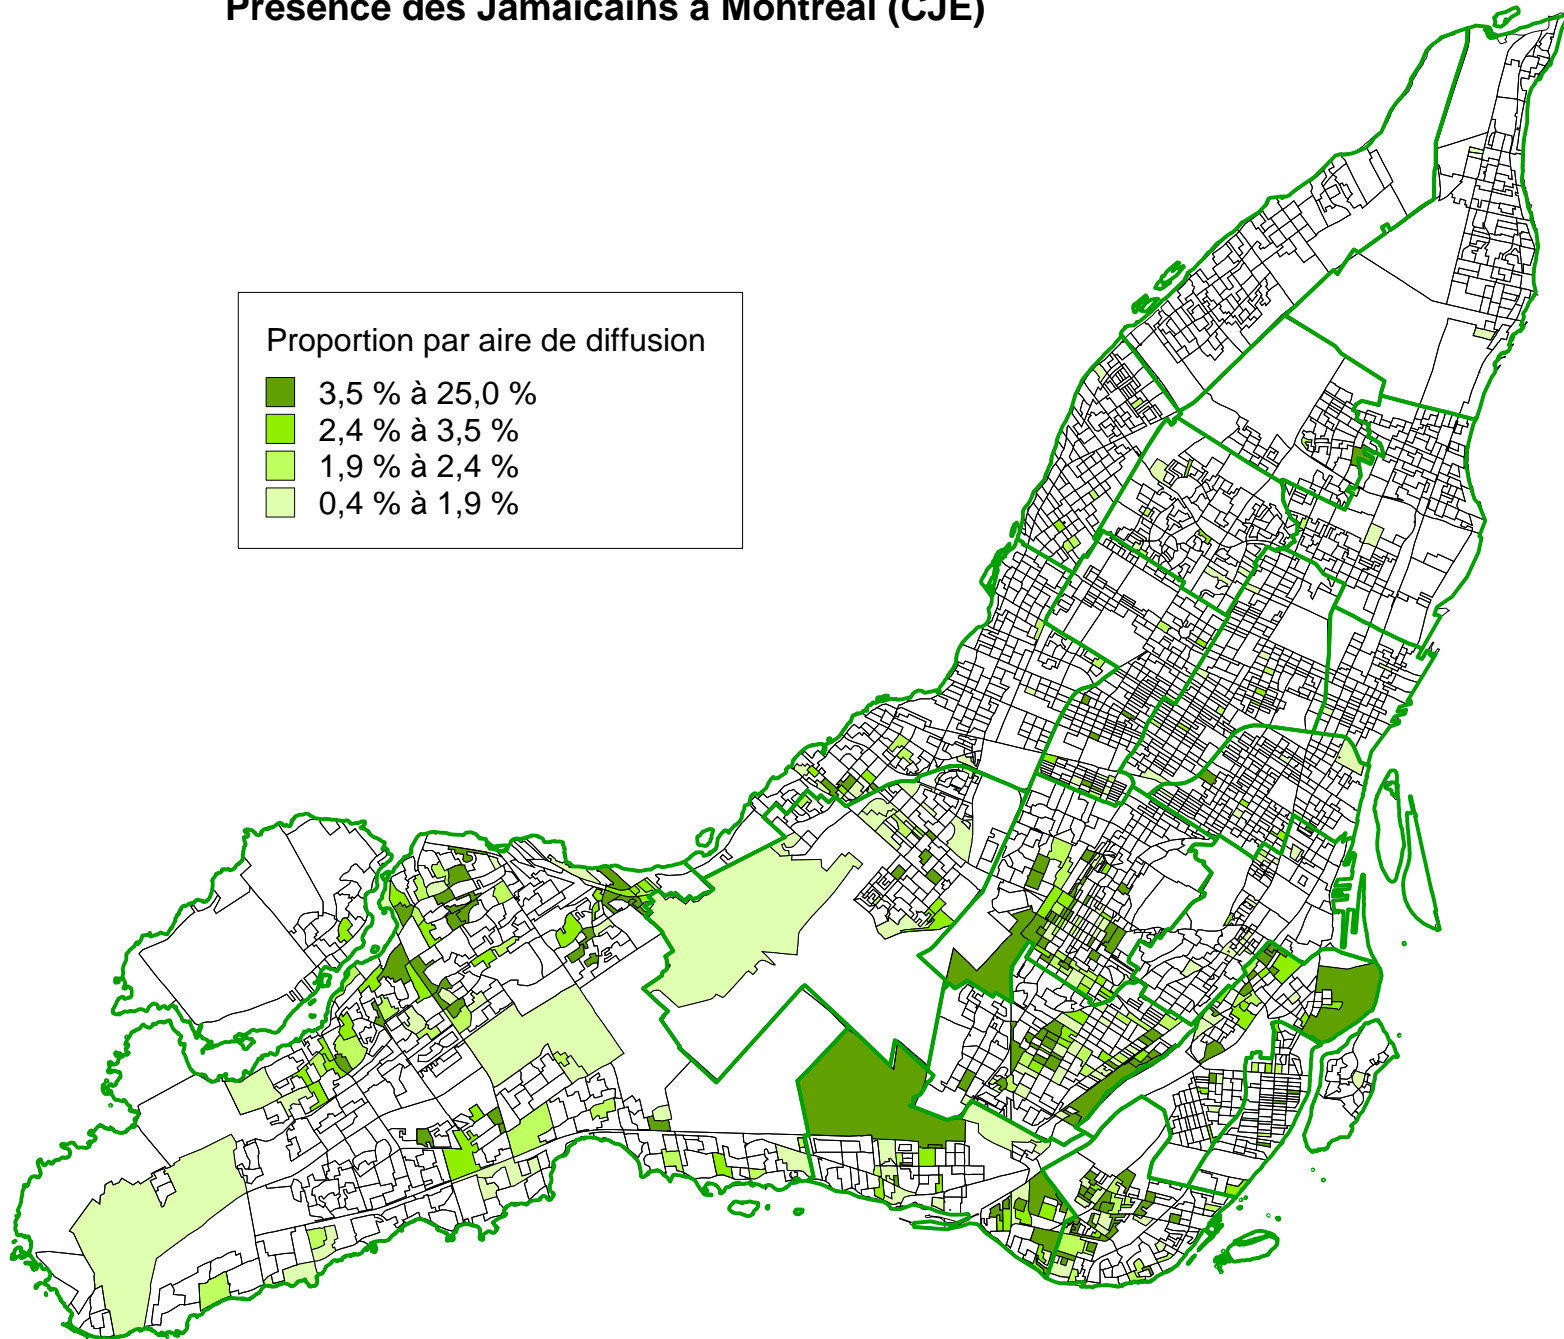 Présence des Jamaïcains à Montréal (CJE)
Proportion par aire de diffusion
3,5 % à 25,0 %
2,4 % à 3,5 %
1,9 % à 2,4 %
0,4 % à 1,9 %